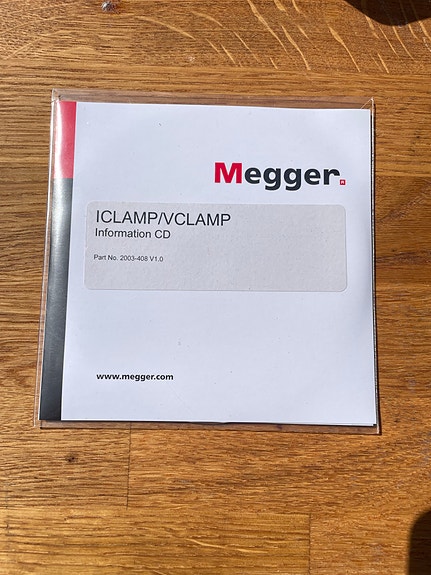 Megger.
ICLAMP/VCLAMP
Information CD
Part No. 2003-408 V1.0
www.megger.com